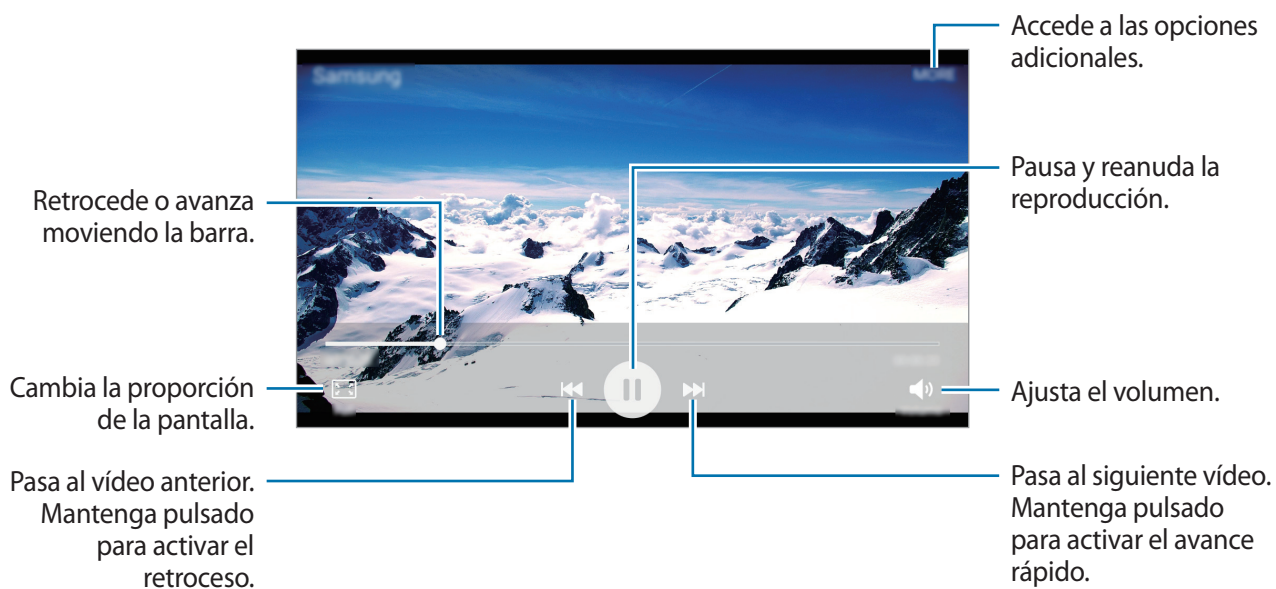 Accede a las opciones
adicionales.
Samsung
MORE
Pausa y reanuda la
reproducción.
Retrocede o avanza
moviendo la barra.
Cambia la proporción
de la pantalla.
Ajusta el volumen.
Pasa al vídeo anterior.
Mantenga pulsado
para activar el
retroceso.
Pasa al siguiente vídeo.
Mantenga pulsado
para activar el avance
rápido.